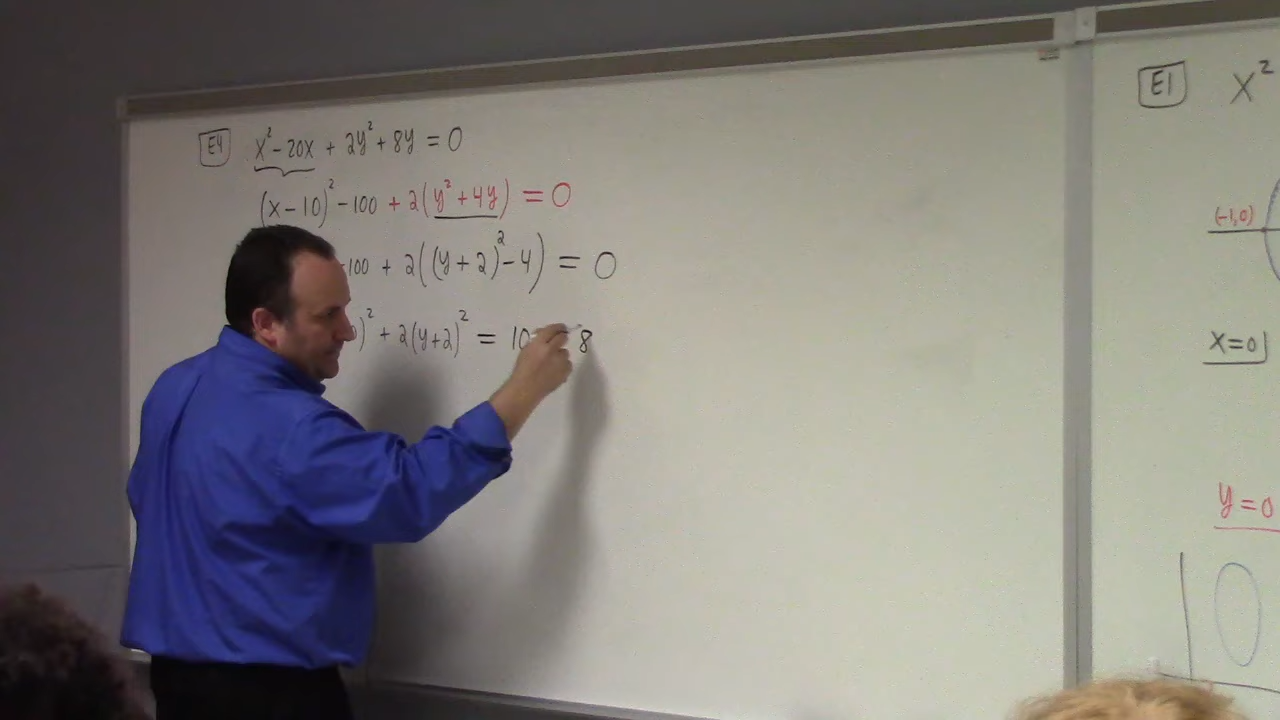 E4 x² - 20x + 2y² + 8y = 0
(x - 10)² - 100 + 2(y² + 4y) = 0
-100 + 2((y + 2)² - 4) = 0
)² + 2(y+2)² = 10 8
E1 x²
(-1,0)
x=0
y=0